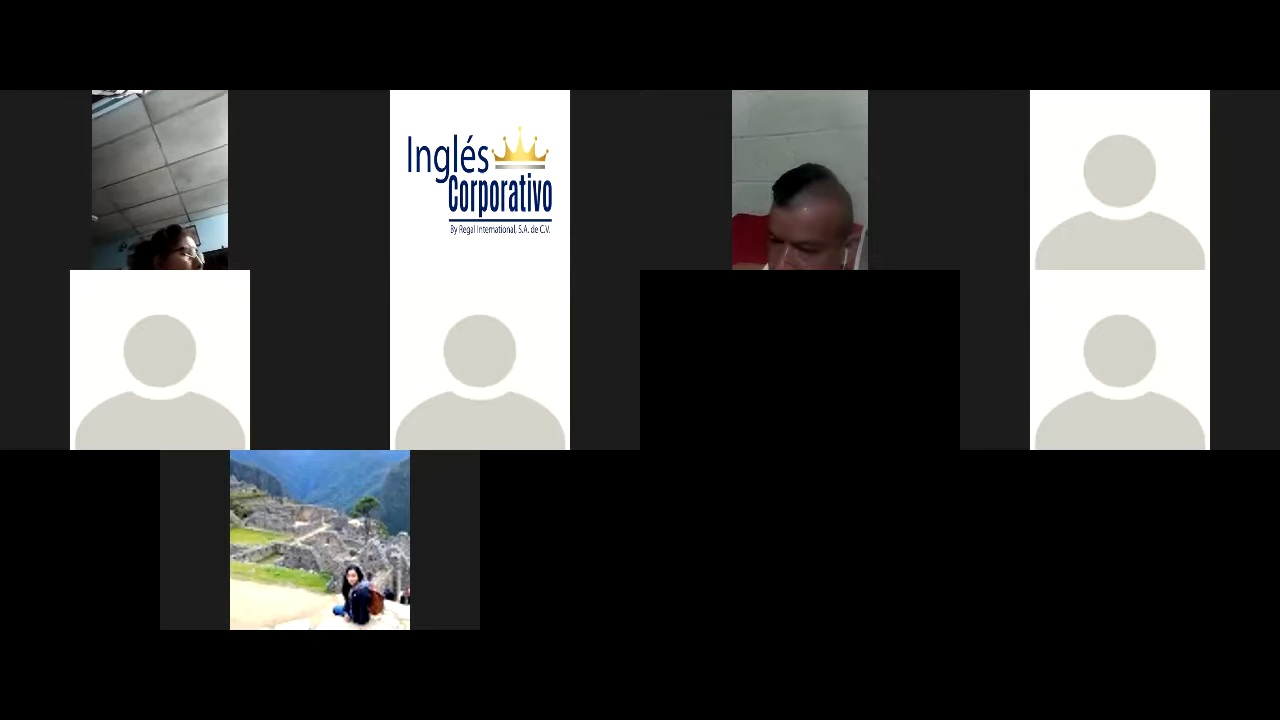 Inglés
Corporativo
By Regal International, S.A. de C.V.